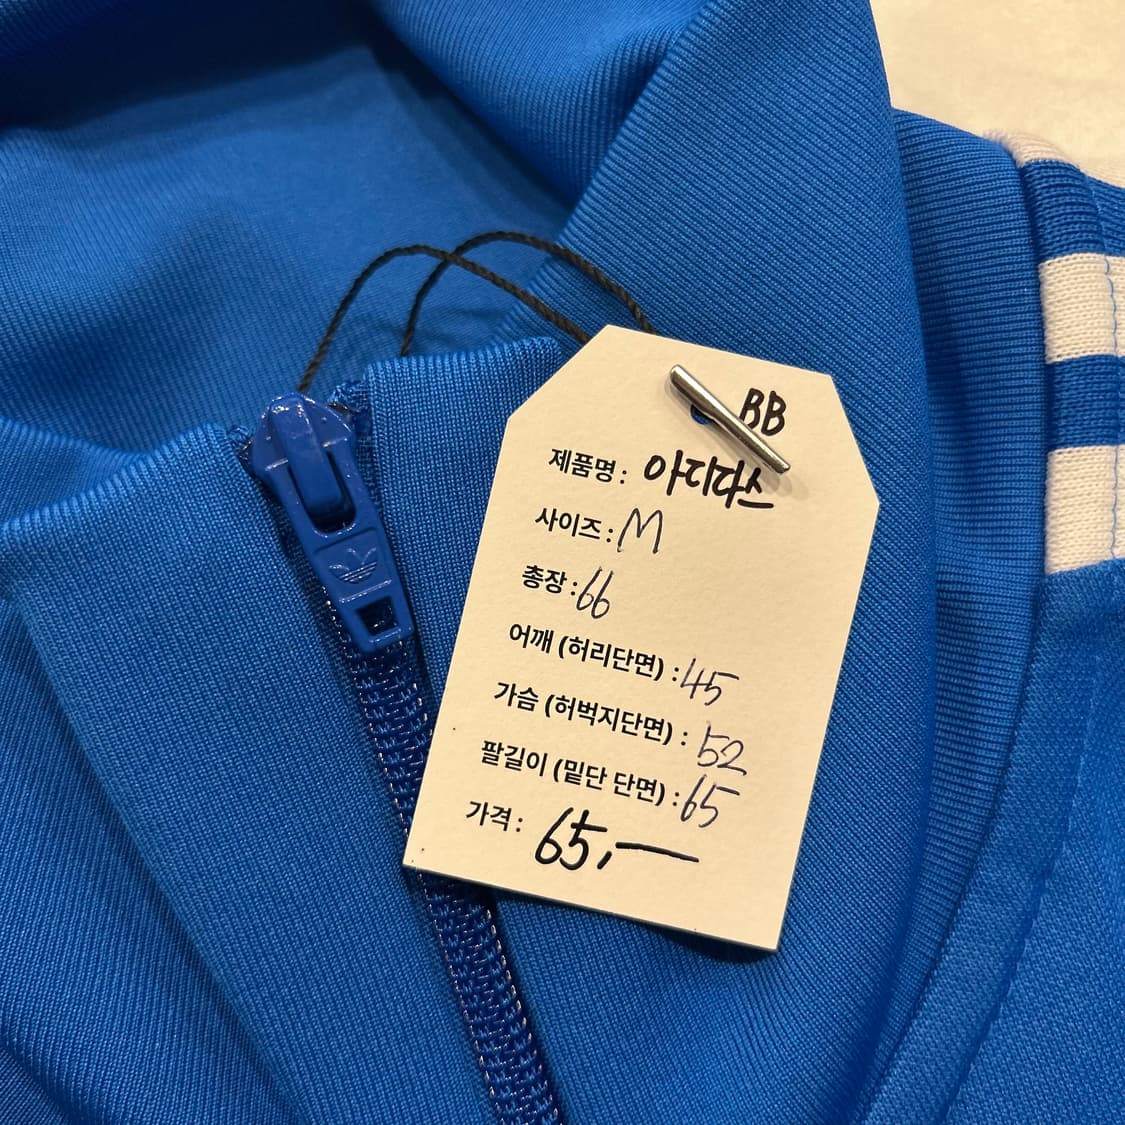 BB
제품명: 아디다스
사이즈: M
총장: 66
어깨 (허리단면) : 45
가슴 (허벅지단면) : 52
팔길이 (밑단 단면) : 65
가격: 65,—